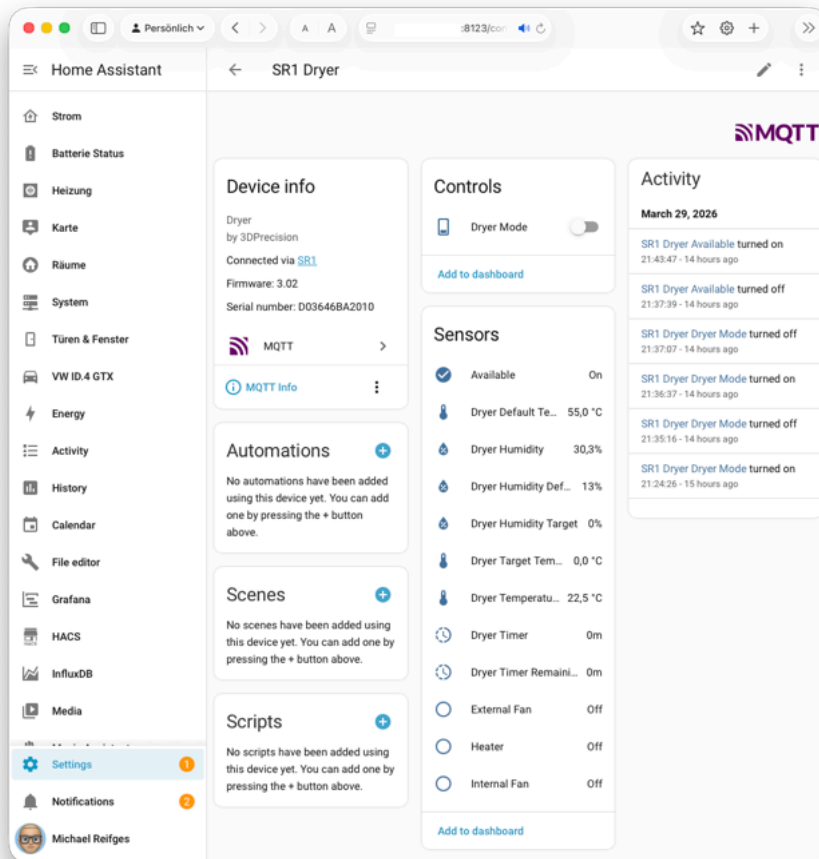 Persönlich
A A
:8123/con
Home Assistant
SR1 Dryer
Strom
Batterie Status
Heizung
Karte
Räume
System
Türen & Fenster
VW ID.4 GTX
Energy
Activity
History
Calendar
File editor
Grafana
HACS
InfluxDB
Media
Settings
1
Notifications
2
Michael Reifges
MQTT
Device info
Dryer
by 3DPrecision
Connected via SR1
Firmware: 3.02
Serial number: D03646BA2010
MQTT
MQTT Info
Automations
No automations have been added
using this device yet. You can add
one by pressing the + button
above.
Scenes
No scenes have been added using
this device yet. You can add one by
pressing the + button above.
Scripts
No scripts have been added using
this device yet. You can add one by
pressing the + button above.
Controls
Dryer Mode
Add to dashboard
Sensors
Available On
Dryer Default Te... 55,0 °C
Dryer Humidity 30,3%
Dryer Humidity Def... 13%
Dryer Humidity Target 0%
Dryer Target Tem... 0,0 °C
Dryer Temperatu... 22,5 °C
Dryer Timer 0m
Dryer Timer Remaini... 0m
External Fan Off
Heater Off
Internal Fan Off
Add to dashboard
Activity
March 29, 2026
SR1 Dryer Available turned on
21:43:47 - 14 hours ago
SR1 Dryer Available turned off
21:37:39 - 14 hours ago
SR1 Dryer Dryer Mode turned off
21:37:07 - 14 hours ago
SR1 Dryer Dryer Mode turned on
21:36:37 - 14 hours ago
SR1 Dryer Dryer Mode turned off
21:35:16 - 14 hours ago
SR1 Dryer Dryer Mode turned on
21:24:26 - 15 hours ago